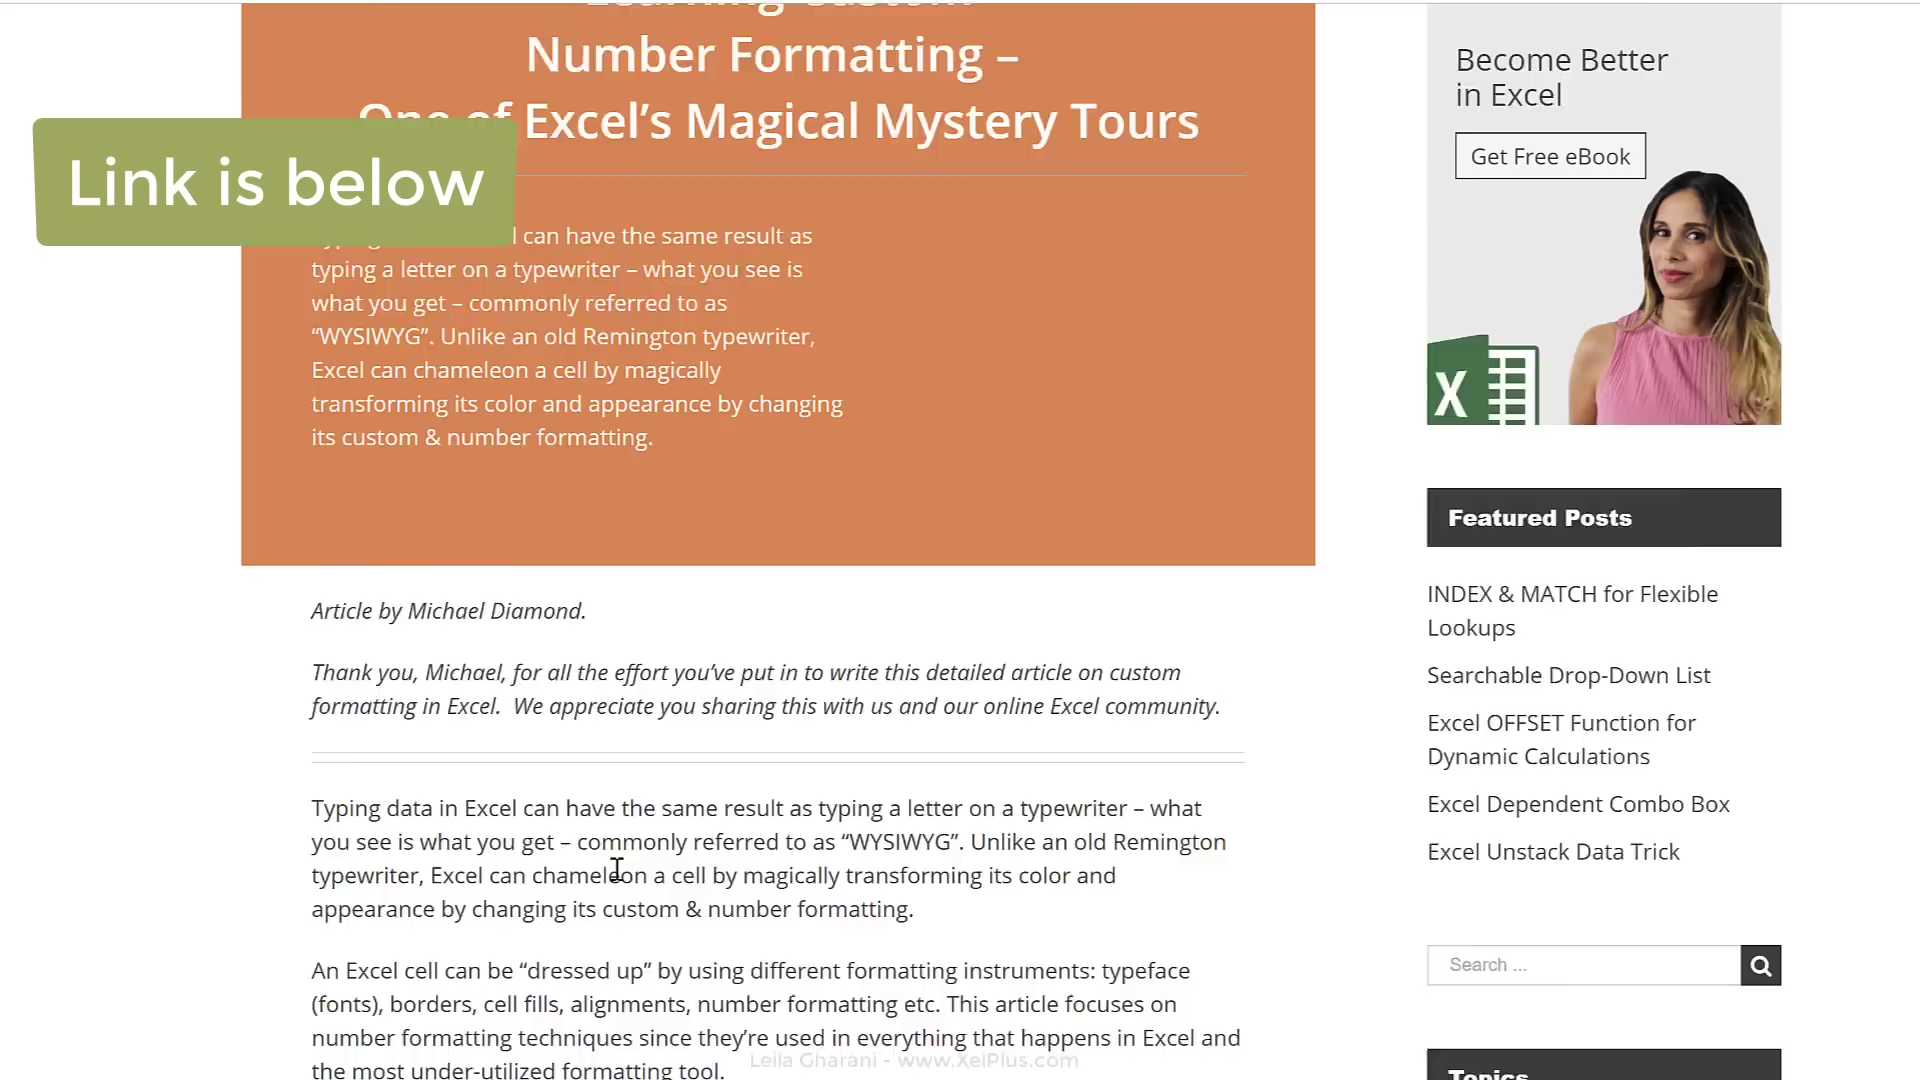 Number Formatting –
Excel’s Magical Mystery Tours
Link is below
can have the same result as
typing a letter on a typewriter – what you see is
what you get – commonly referred to as
“WYSIWYG”. Unlike an old Remington typewriter,
Excel can chameleon a cell by magically
transforming its color and appearance by changing
its custom & number formatting.
Article by Michael Diamond.
Thank you, Michael, for all the effort you’ve put in to write this detailed article on custom
formatting in Excel.  We appreciate you sharing this with us and our online Excel community.
Typing data in Excel can have the same result as typing a letter on a typewriter – what
you see is what you get – commonly referred to as “WYSIWYG”. Unlike an old Remington
typewriter, Excel can chameleon a cell by magically transforming its color and
appearance by changing its custom & number formatting.
An Excel cell can be “dressed up” by using different formatting instruments: typeface
(fonts), borders, cell fills, alignments, number formatting etc. This article focuses on
number formatting techniques since they’re used in everything that happens in Excel and
the most under-utilized formatting tool.
Leila Gharani - www.XelPlus.com
Become Better
in Excel
Get Free eBook
X
Featured Posts
INDEX & MATCH for Flexible
Lookups
Searchable Drop-Down List
Excel OFFSET Function for
Dynamic Calculations
Excel Dependent Combo Box
Excel Unstack Data Trick
Search ...
Topics